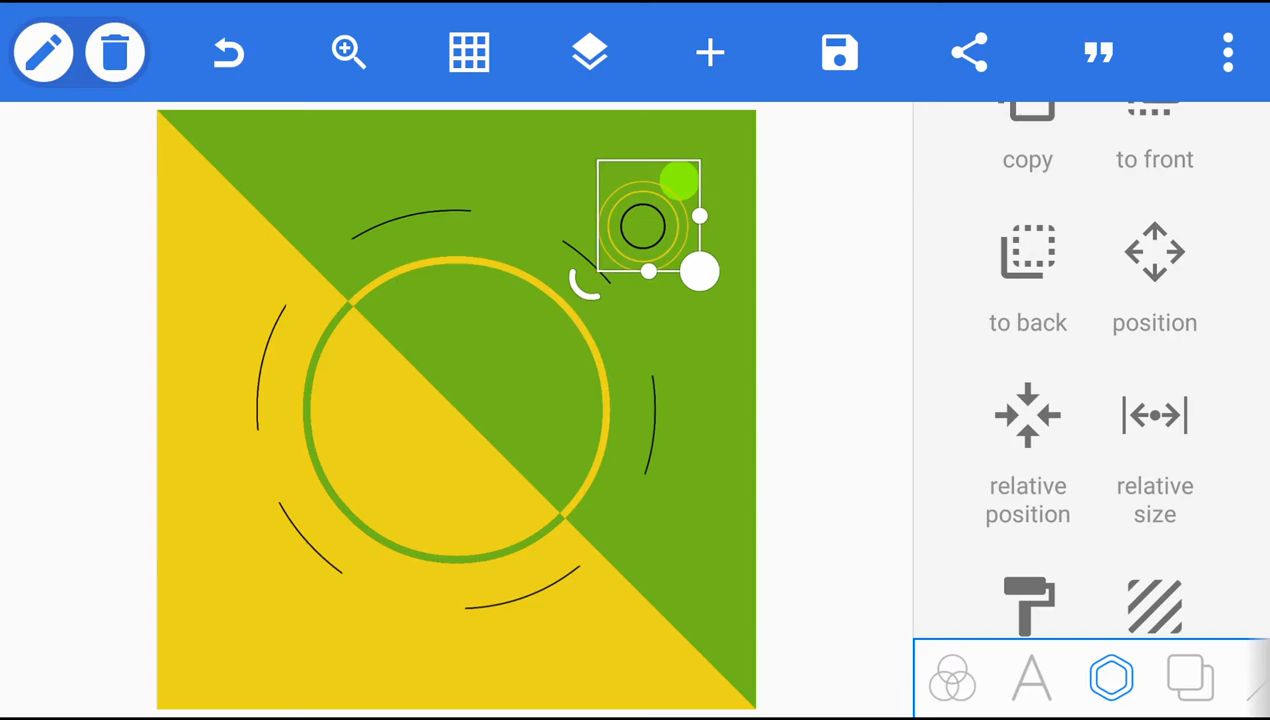 copy
to front
to back
position
relative
position
relative
size